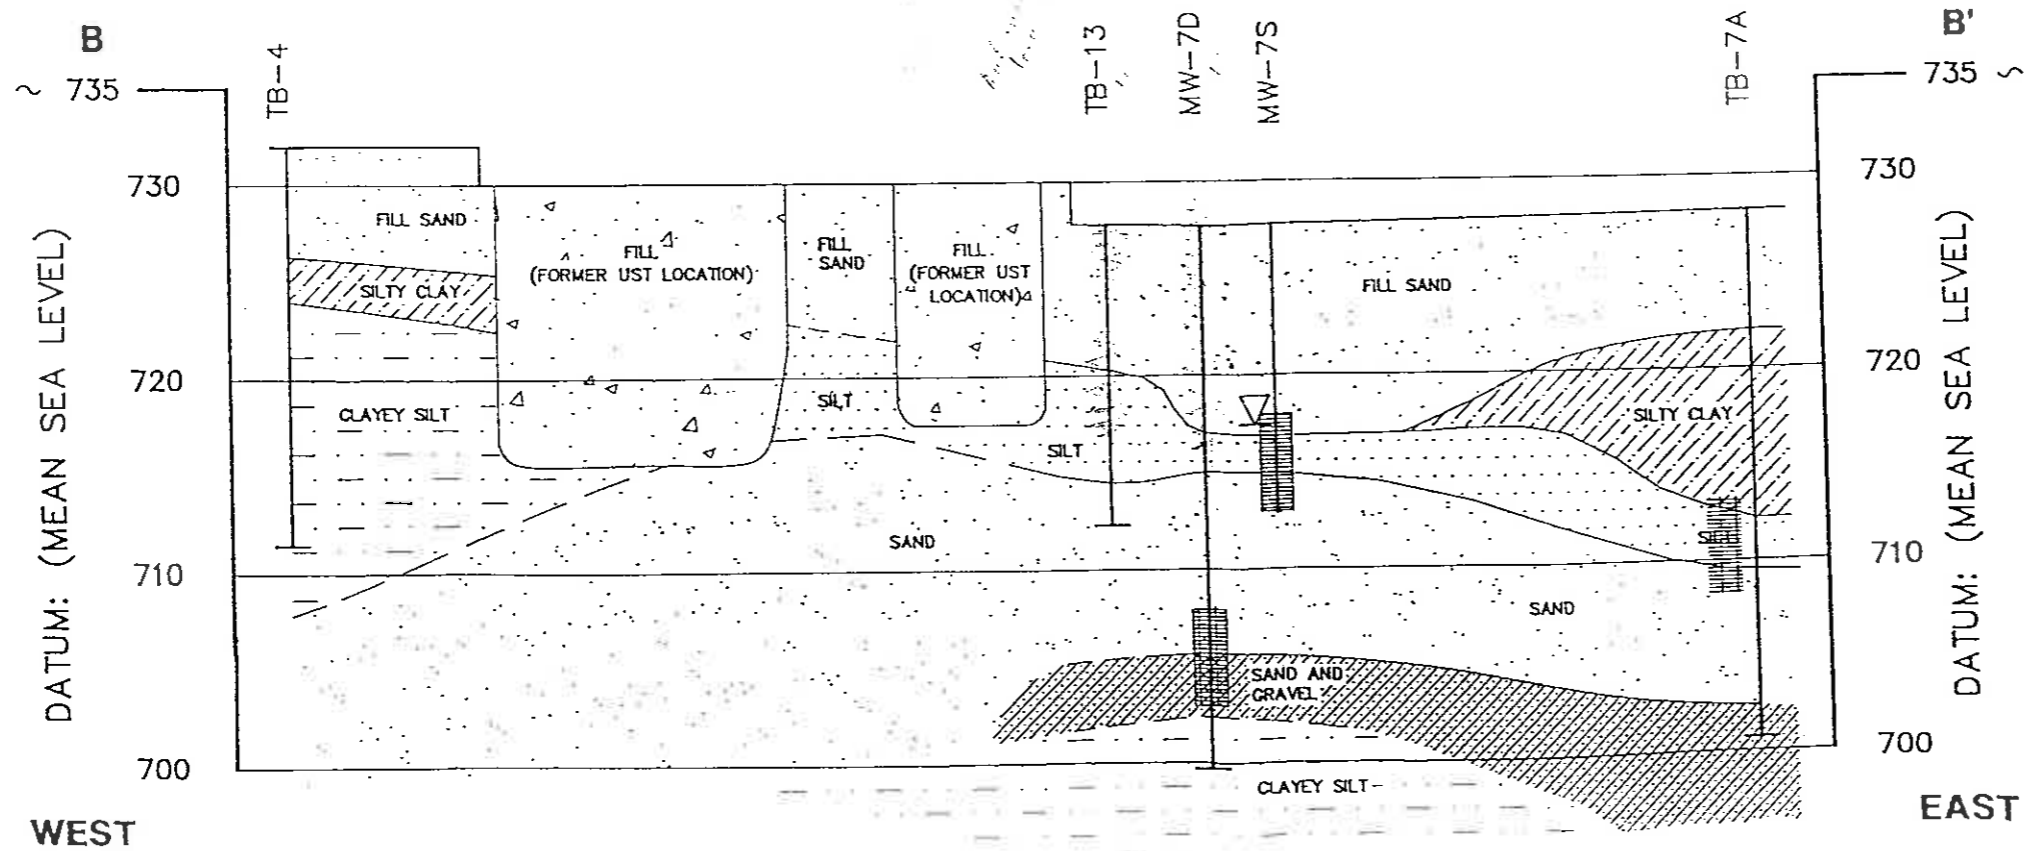 B
B'
TB-4
TB-13
MW-7D
MW-7S
TB-7A
~ 735
735 ~
730
730
FILL SAND
FILL
(FORMER UST LOCATION)
FILL
SAND
FILL
(FORMER UST
LOCATION)
FILL SAND
SILTY CLAY
720
720
CLAYEY SILT
SILT
SILTY CLAY
SILT
SAND
710
710
SAND
SAND AND
GRAVEL
700
700
CLAYEY SILT
DATUM: (MEAN SEA LEVEL)
DATUM: (MEAN SEA LEVEL)
WEST
EAST